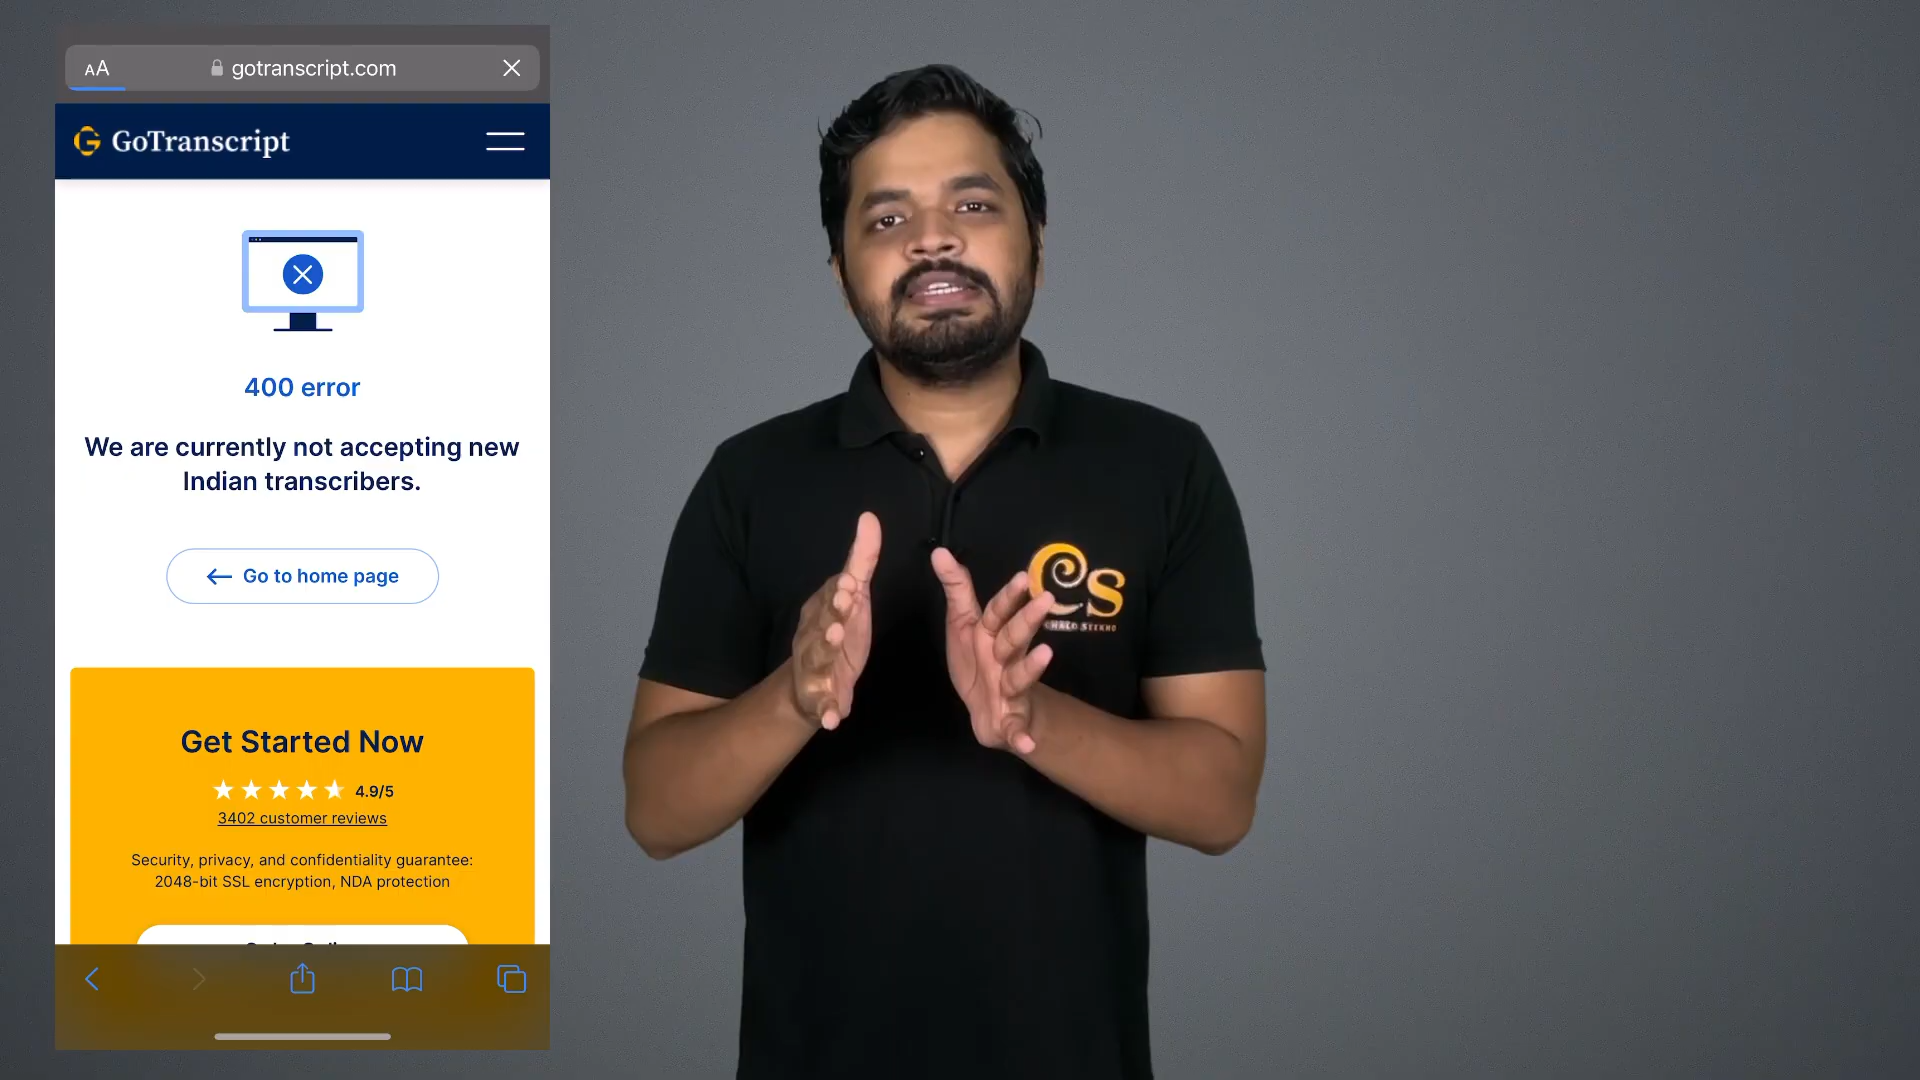 AA
gotranscript.com
GoTranscript
400 error
We are currently not accepting new
Indian transcribers.
← Go to home page
Get Started Now
4.9/5
3402 customer reviews
Security, privacy, and confidentiality guarantee:
2048-bit SSL encryption, NDA protection
CS
CHALO SEEKHO